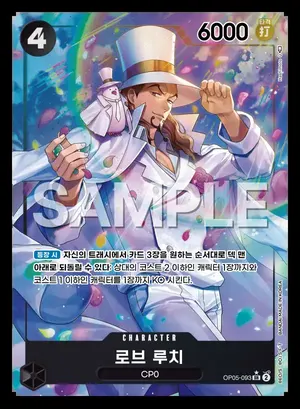 4
6000
타격
打
SAMPLE
등장 시 자신의 트래시에서 카드 3장을 원하는 순서대로 덱 맨
아래로 되돌릴 수 있다: 상대의 코스트 2 이하인 캐릭터 1장까지와
코스트 1 이하인 캐릭터를 1장까지 KO 시킨다.
CHARACTER
로브 루치
CP0
OP05-093 SR 2